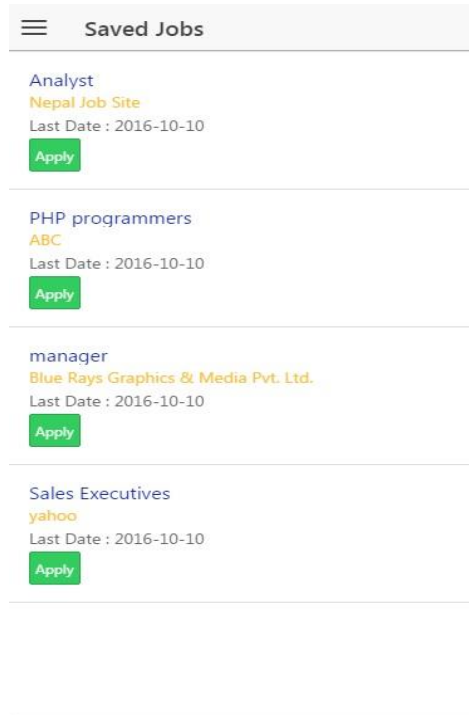 Saved Jobs
Analyst
Nepal Job Site
Last Date : 2016-10-10
Apply
PHP programmers
ABC
Last Date : 2016-10-10
Apply
manager
Blue Rays Graphics & Media Pvt. Ltd.
Last Date : 2016-10-10
Apply
Sales Executives
yahoo
Last Date : 2016-10-10
Apply